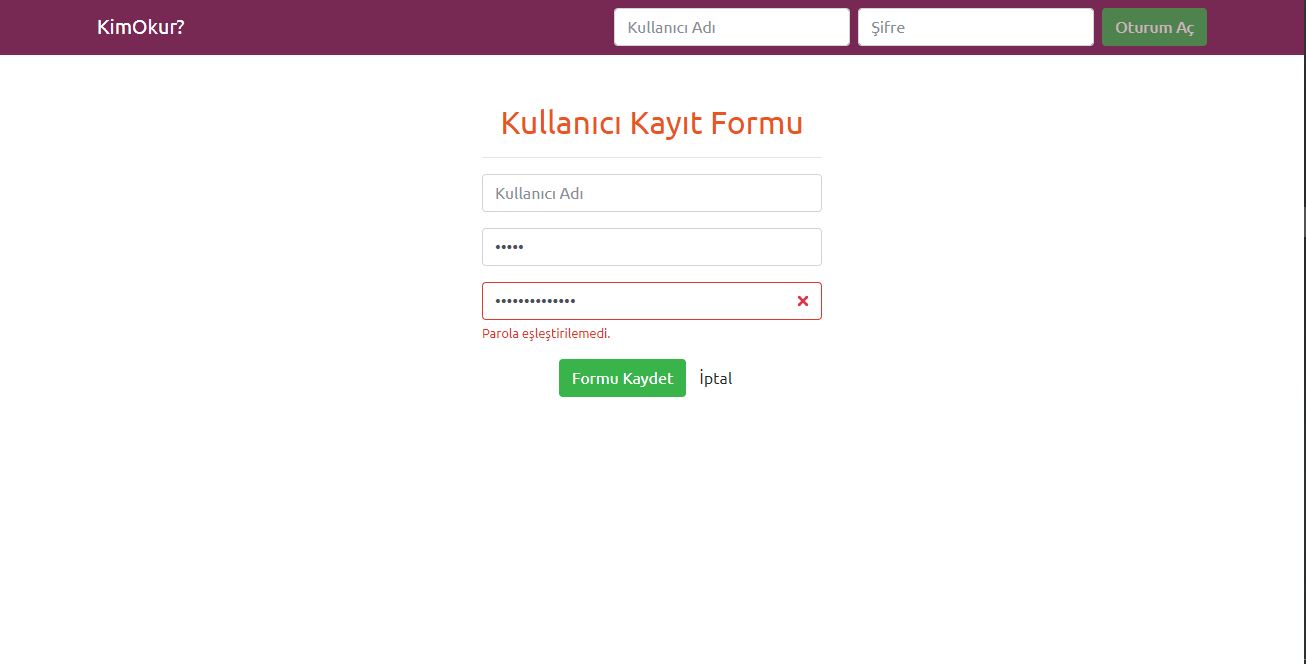 KimOkur?
Kullanıcı Adı
Şifre
Oturum Aç
Kullanıcı Kayıt Formu
Kullanıcı Adı
•••••
••••••••••••••
Parola eşleştirilemedi.
Formu Kaydet
İptal